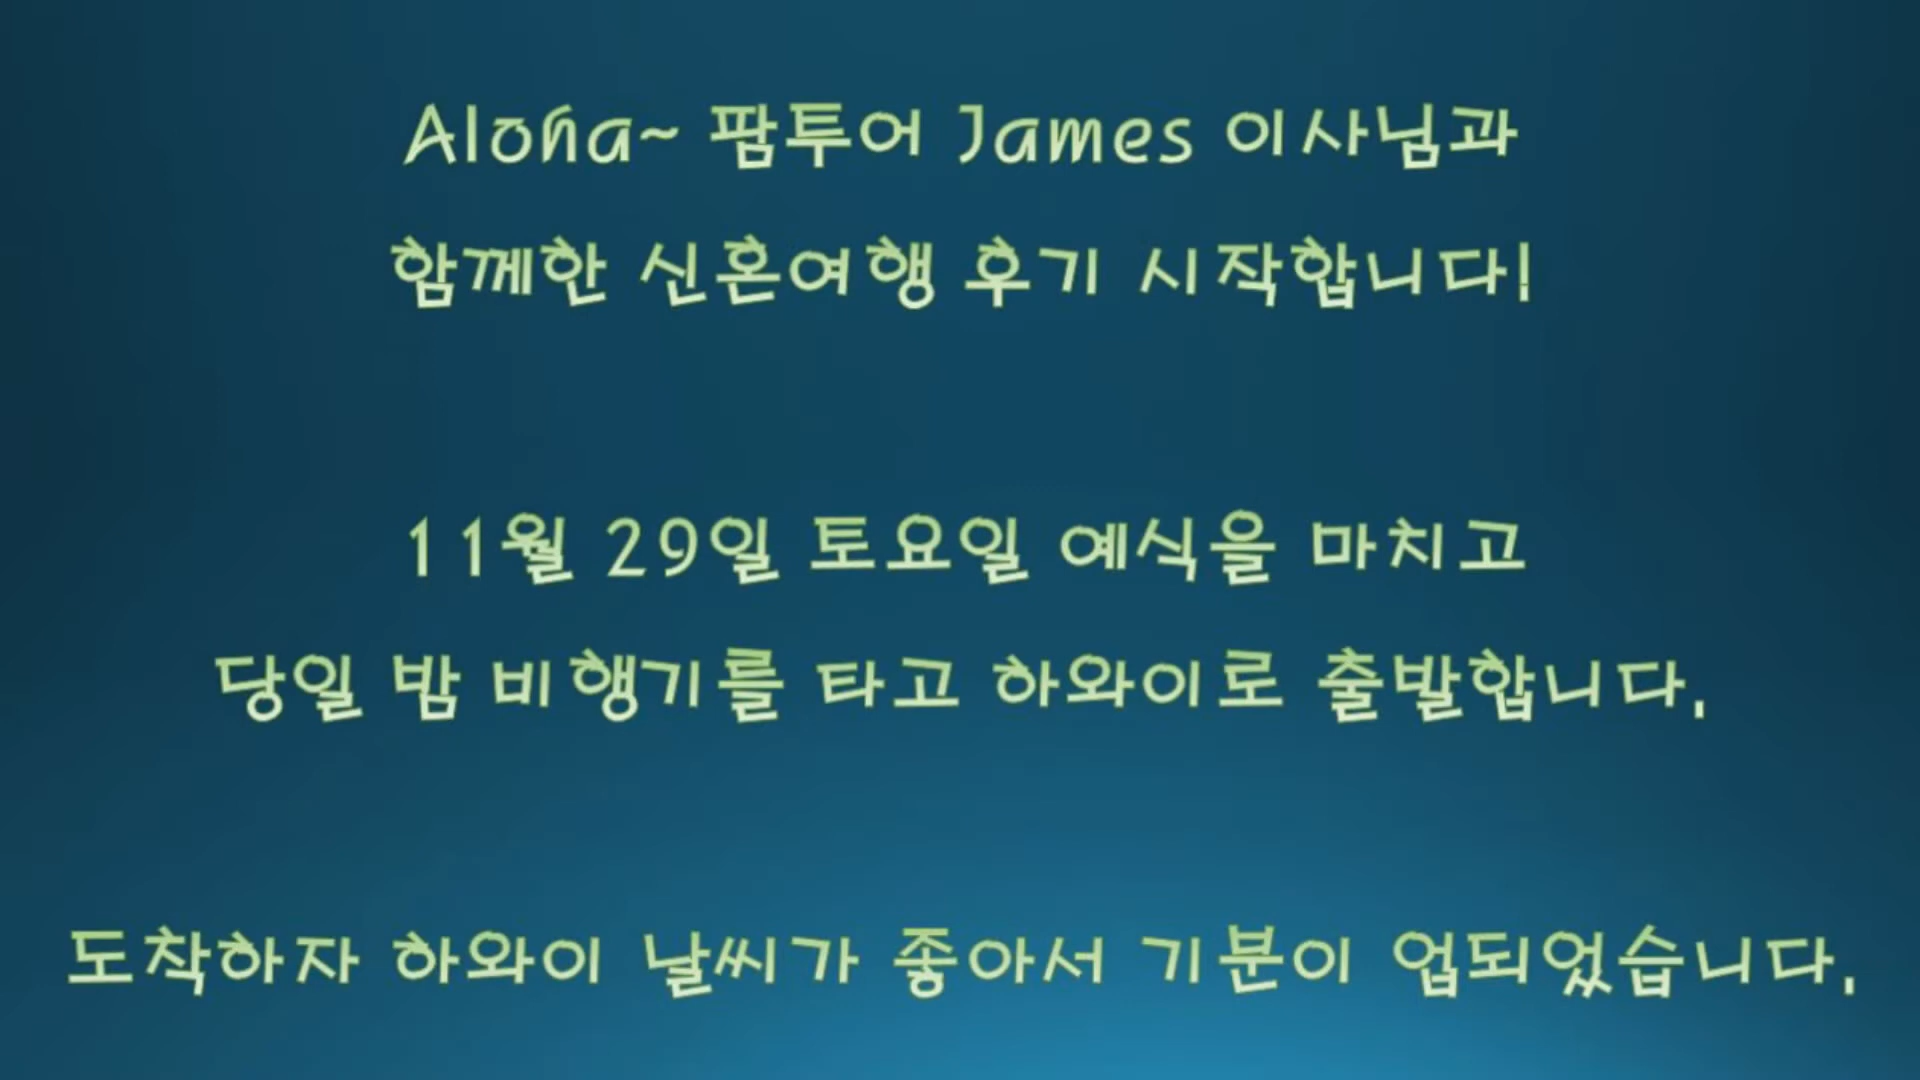 Aloha~ 팜투어 James 이사님과
함께한 신혼여행 후기 시작합니다!
11월 29일 토요일 예식을 마치고
당일 밤 비행기를 타고 하와이로 출발합니다.
도착하자 하와이 날씨가 좋아서 기분이 업되었습니다.